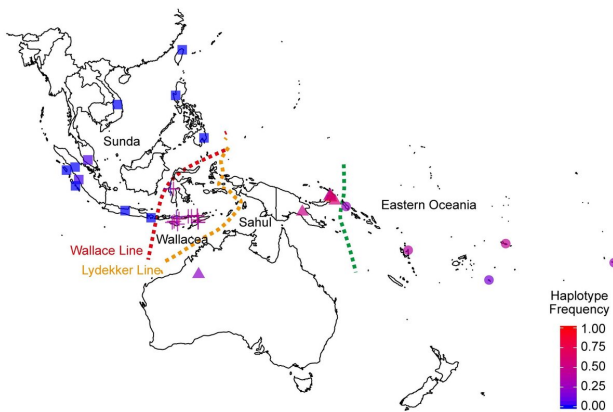 Sunda
Eastern Oceania
Sahul
Wallacea
Wallace Line
Lydekker Line
Haplotype
Frequency
1.00
0.75
0.50
0.25
0.00